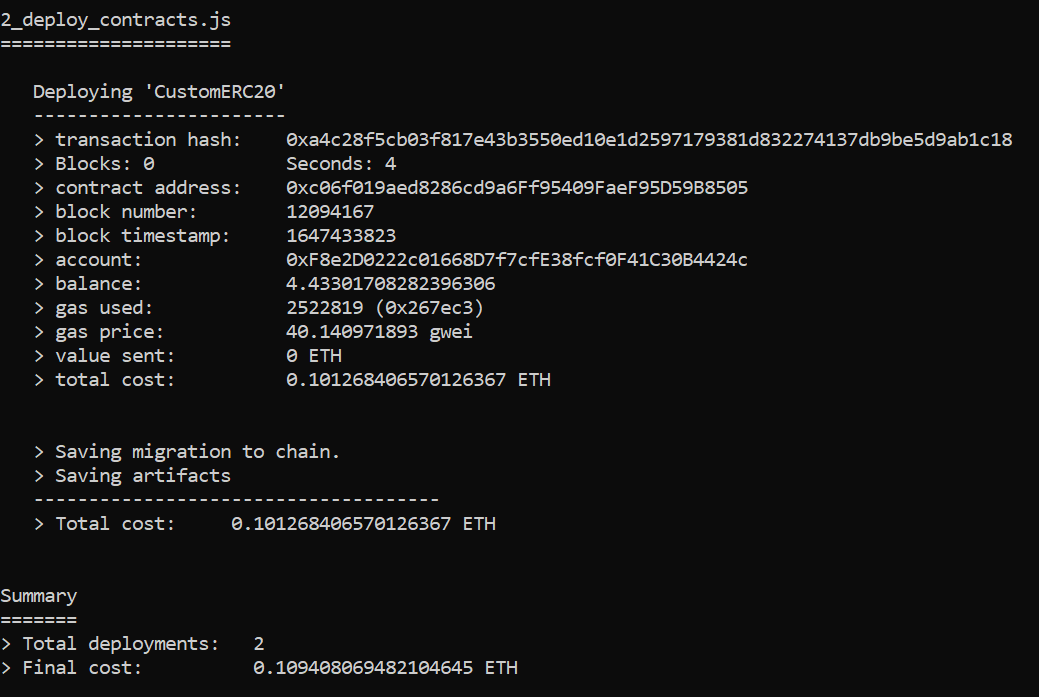 2_deploy_contracts.js
=====================
Deploying 'CustomERC20'
-----------------------
> transaction hash: 0xa4c28f5cb03f817e43b3550ed10e1d2597179381d832274137db9be5d9ab1c18
> Blocks: 0 Seconds: 4
> contract address: 0xc06f019aed8286cd9a6Ff95409FaeF95D59B8505
> block number: 12094167
> block timestamp: 1647433823
> account: 0xF8e2D0222c01668D7f7cfE38fcf0F41C30B4424c
> balance: 4.43301708282396306
> gas used: 2522819 (0x267ec3)
> gas price: 40.140971893 gwei
> value sent: 0 ETH
> total cost: 0.101268406570126367 ETH
> Saving migration to chain.
> Saving artifacts
-------------------------------------
> Total cost: 0.101268406570126367 ETH
Summary
=======
> Total deployments: 2
> Final cost: 0.109408069482104645 ETH